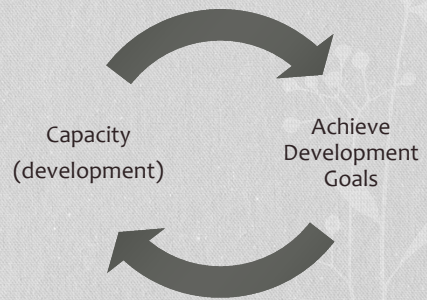 Capacity
(development)
Achieve
Development
Goals